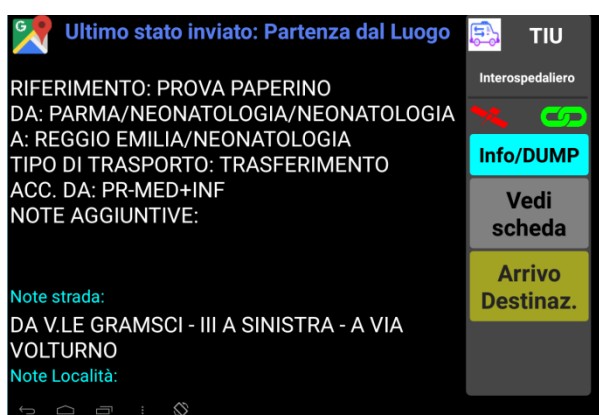 G
Ultimo stato inviato: Partenza dal Luogo
RIFERIMENTO: PROVA PAPERINO
DA: PARMA/NEONATOLOGIA/NEONATOLOGIA
A: REGGIO EMILIA/NEONATOLOGIA
TIPO DI TRASPORTO: TRASFERIMENTO
ACC. DA: PR-MED+INF
NOTE AGGIUNTIVE:
Note strada:
DA V.LE GRAMSCI - III A SINISTRA - A VIA
VOLTURNO
Note Località:
TIU
Interospedaliero
Info/DUMP
Vedi
scheda
Arrivo
Destinaz.